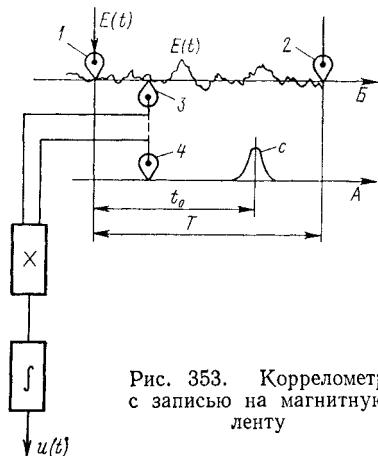 1
E(t)
E(t)
2
Б
3
4
c
A
t₀
T
X
∫
u(t)
Рис. 353. Коррелометр
с записью на магнитную
ленту